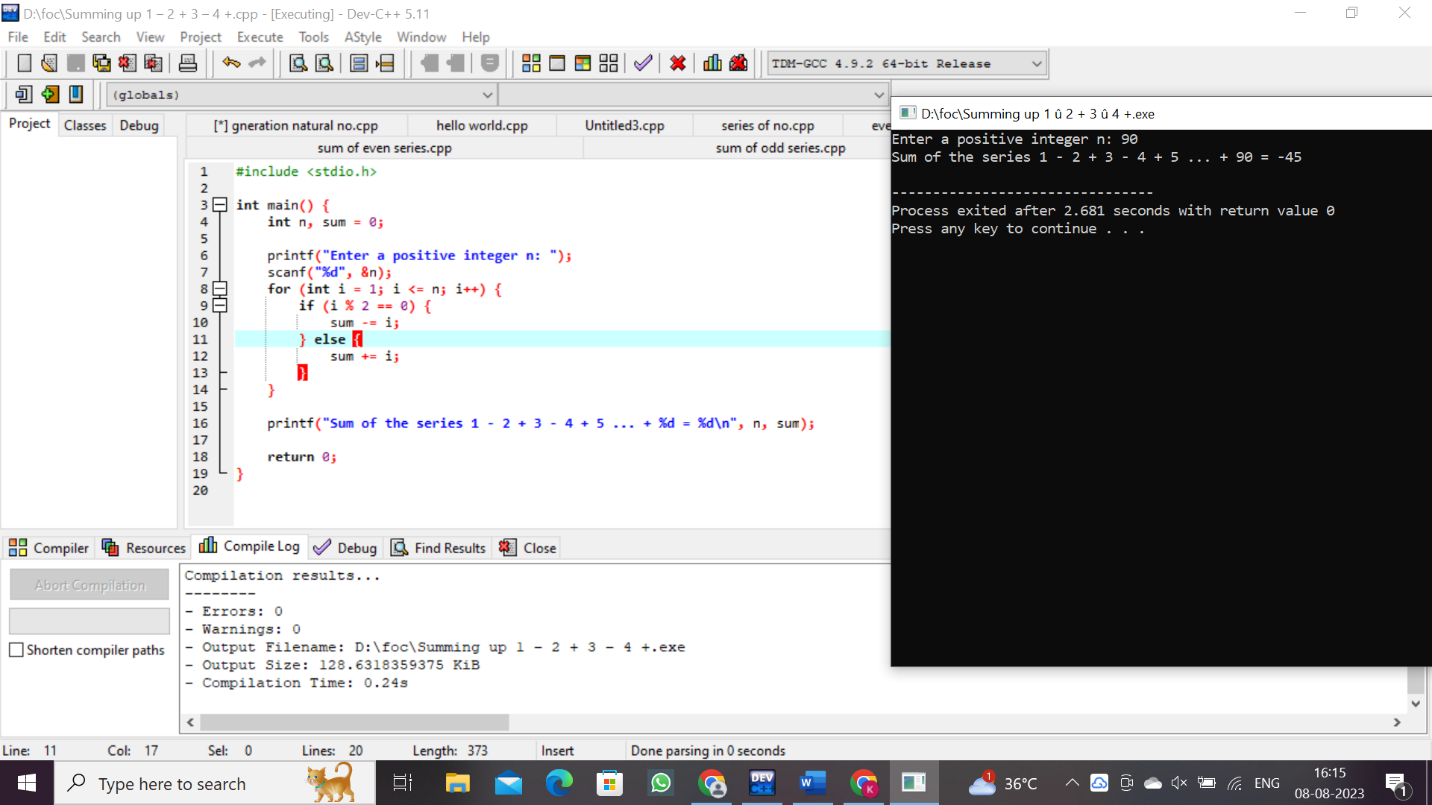 D:\foc\Summing up 1 – 2 + 3 – 4 +.cpp - [Executing] - Dev-C++ 5.11
File Edit Search View Project Execute Tools AStyle Window Help
TDM-GCC 4.9.2 64-bit Release
(globals)
Project Classes Debug
[*] gneration natural no.cpp hello world.cpp Untitled3.cpp series of no.cpp eve
sum of even series.cpp sum of odd series.cpp
1 #include <stdio.h>
2
3 int main() {
4 int n, sum = 0;
5
6 printf("Enter a positive integer n: ");
7 scanf("%d", &n);
8 for (int i = 1; i <= n; i++) {
9 if (i % 2 == 0) {
10 sum -= i;
11 } else {
12 sum += i;
13 }
14 }
15
16 printf("Sum of the series 1 - 2 + 3 - 4 + 5 ... + %d = %d\n", n, sum);
17
18 return 0;
19 }
20
D:\foc\Summing up 1 û 2 + 3 û 4 +.exe
Enter a positive integer n: 90
Sum of the series 1 - 2 + 3 - 4 + 5 ... + 90 = -45
--------------------------------
Process exited after 2.681 seconds with return value 0
Press any key to continue . . .
Compiler Resources Compile Log Debug Find Results Close
Abort Compilation
Shorten compiler paths
Compilation results...
--------
- Errors: 0
- Warnings: 0
- Output Filename: D:\foc\Summing up 1 – 2 + 3 – 4 +.exe
- Output Size: 128.6318359375 KiB
- Compilation Time: 0.24s
Line: 11 Col: 17 Sel: 0 Lines: 20 Length: 373 Insert Done parsing in 0 seconds
Type here to search
DEV C++
W
K
1
36°C
ENG
16:15
08-08-2023
1